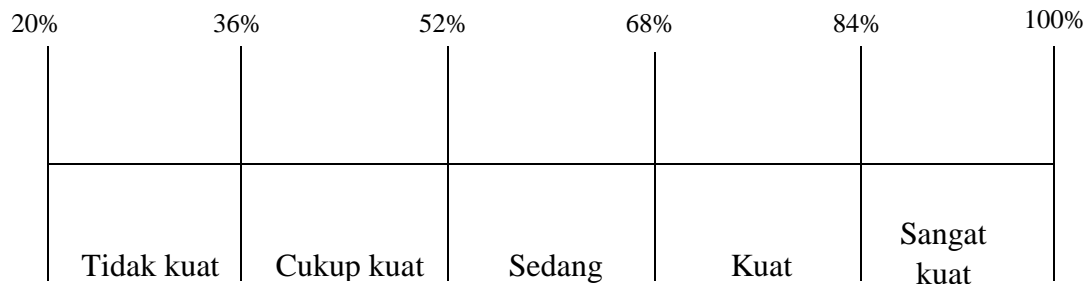 20% 36% 52% 68% 84% 100%
Tidak kuat Cukup kuat Sedang Kuat Sangat
kuat